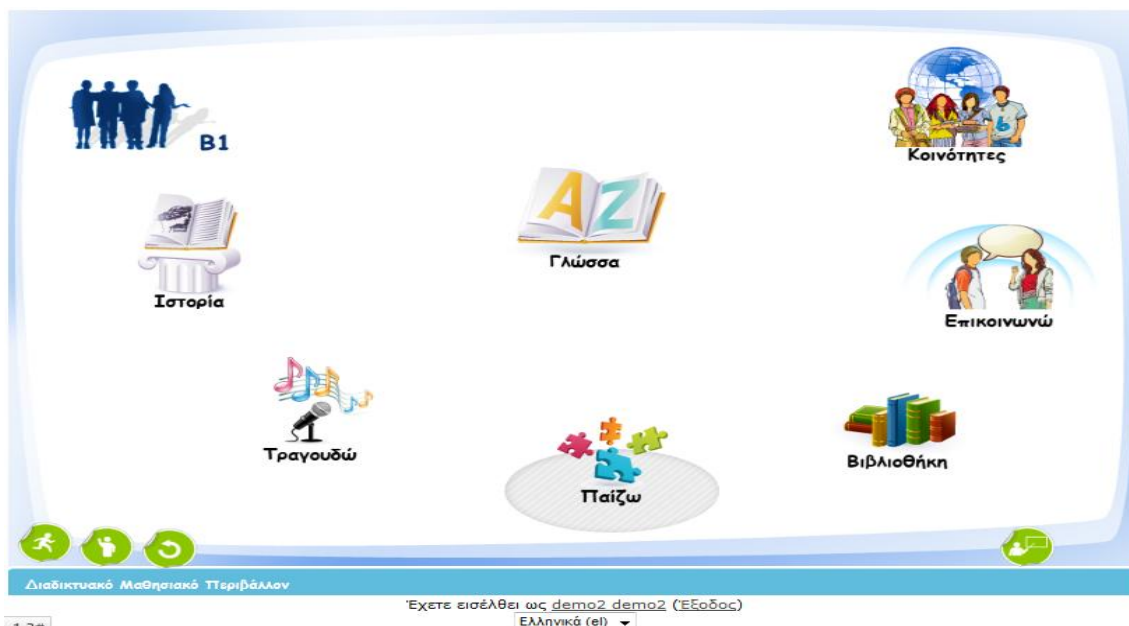 B1
Κοινότητες
A Z
Γλώσσα
Ιστορία
Επικοινωνώ
Τραγουδώ
Βιβλιοθήκη
Παίζω
Διαδικτυακό Μαθησιακό Περιβάλλον
Έχετε εισέλθει ως demo2 demo2 (Έξοδος)
Ελληνικά (el)